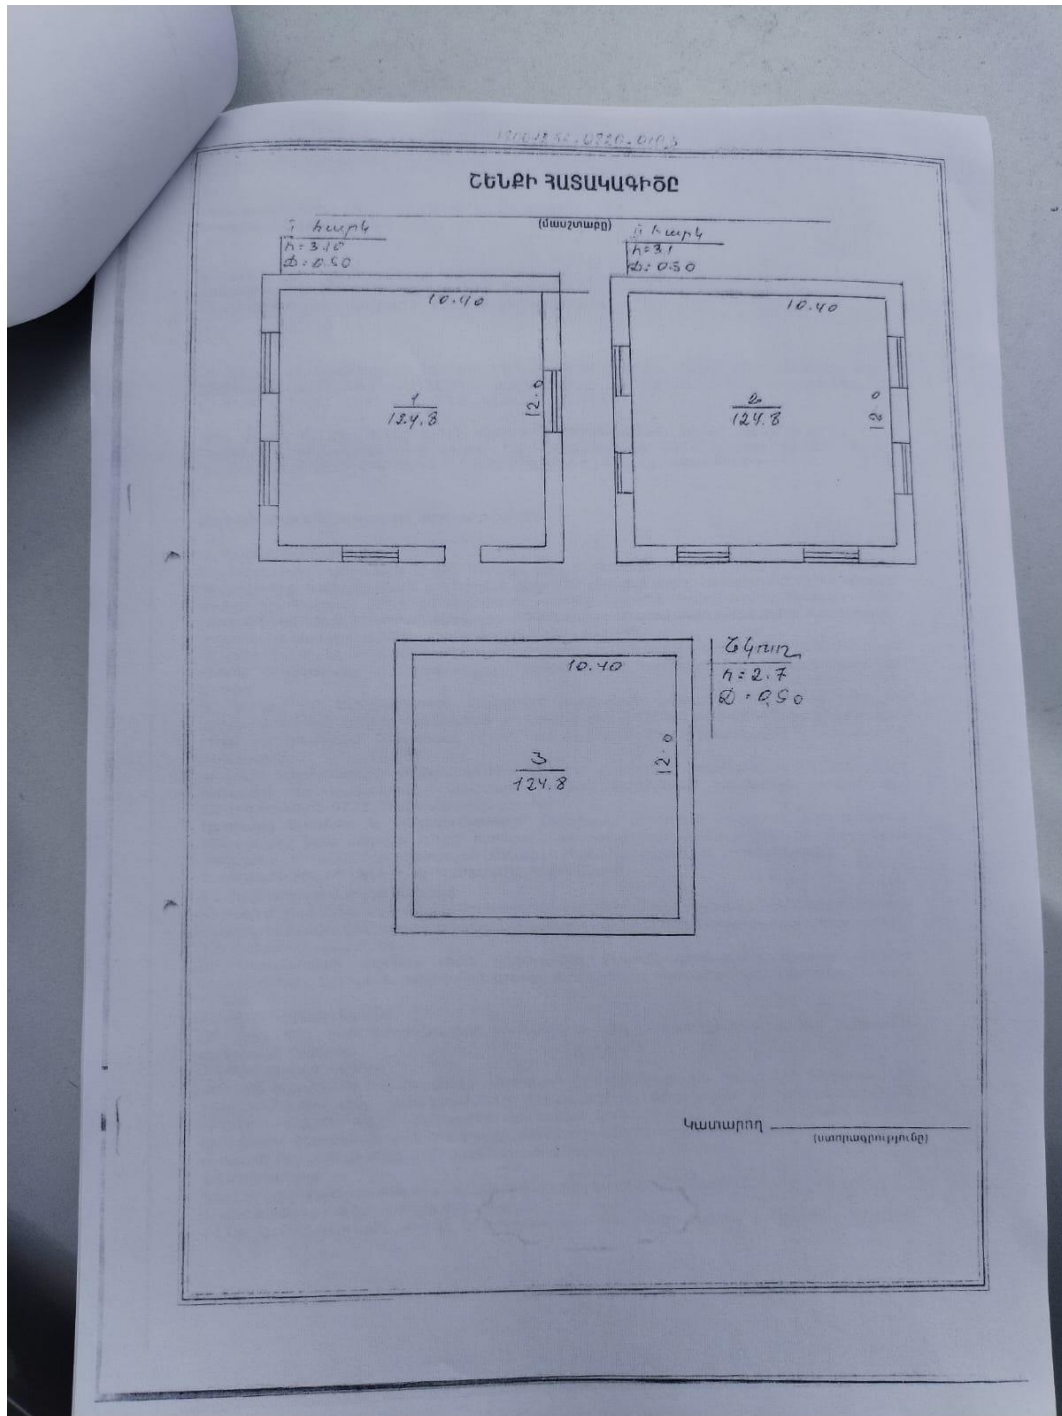 ՇԵՆՔԻ ՀԱՏԱԿԱԳԻԾԸ
(մասշտաբը)
I հարկ
h=3.10
Փ=0.50
10.40
12.0
1
124.8
II հարկ
h=3.1
Փ=0.50
10.40
12.0
2
124.8
Նկուղ
h=2.7
Փ=0.50
10.40
12.0
3
124.8
Կատարող
(ստորագրությունը)